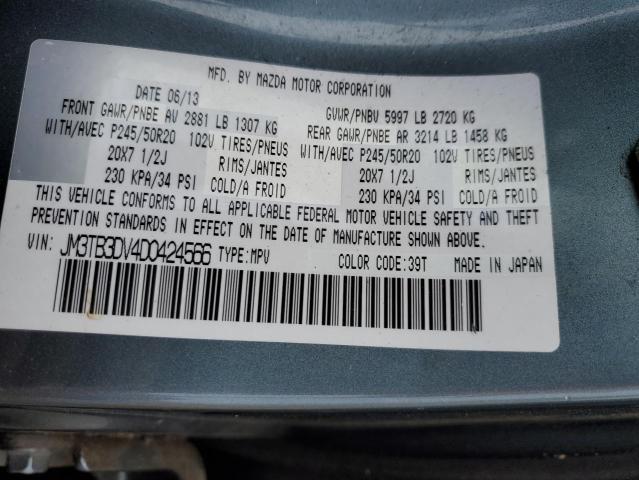 MFD. BY MAZDA MOTOR CORPORATION
DATE 06/13 GVWR/PNBV 5997 LB 2720 KG
FRONT GAWR/PNBE AV 2881 LB 1307 KG REAR GAWR/PNBE AR 3214 LB 1458 KG
WITH/AVEC P245/50R20 102V TIRES/PNEUS WITH/AVEC P245/50R20 102V TIRES/PNEUS
20X7 1/2J RIMS/JANTES 20X7 1/2J RIMS/JANTES
230 KPA/34 PSI COLD/A FROID 230 KPA/34 PSI COLD/A FROID
THIS VEHICLE CONFORMS TO ALL APPLICABLE FEDERAL MOTOR VEHICLE SAFETY AND THEFT
PREVENTION STANDARDS IN EFFECT ON THE DATE OF MANUFACTURE SHOWN ABOVE.
VIN: JM3TB3DV4D0424566 TYPE:MPV COLOR CODE:39T MADE IN JAPAN